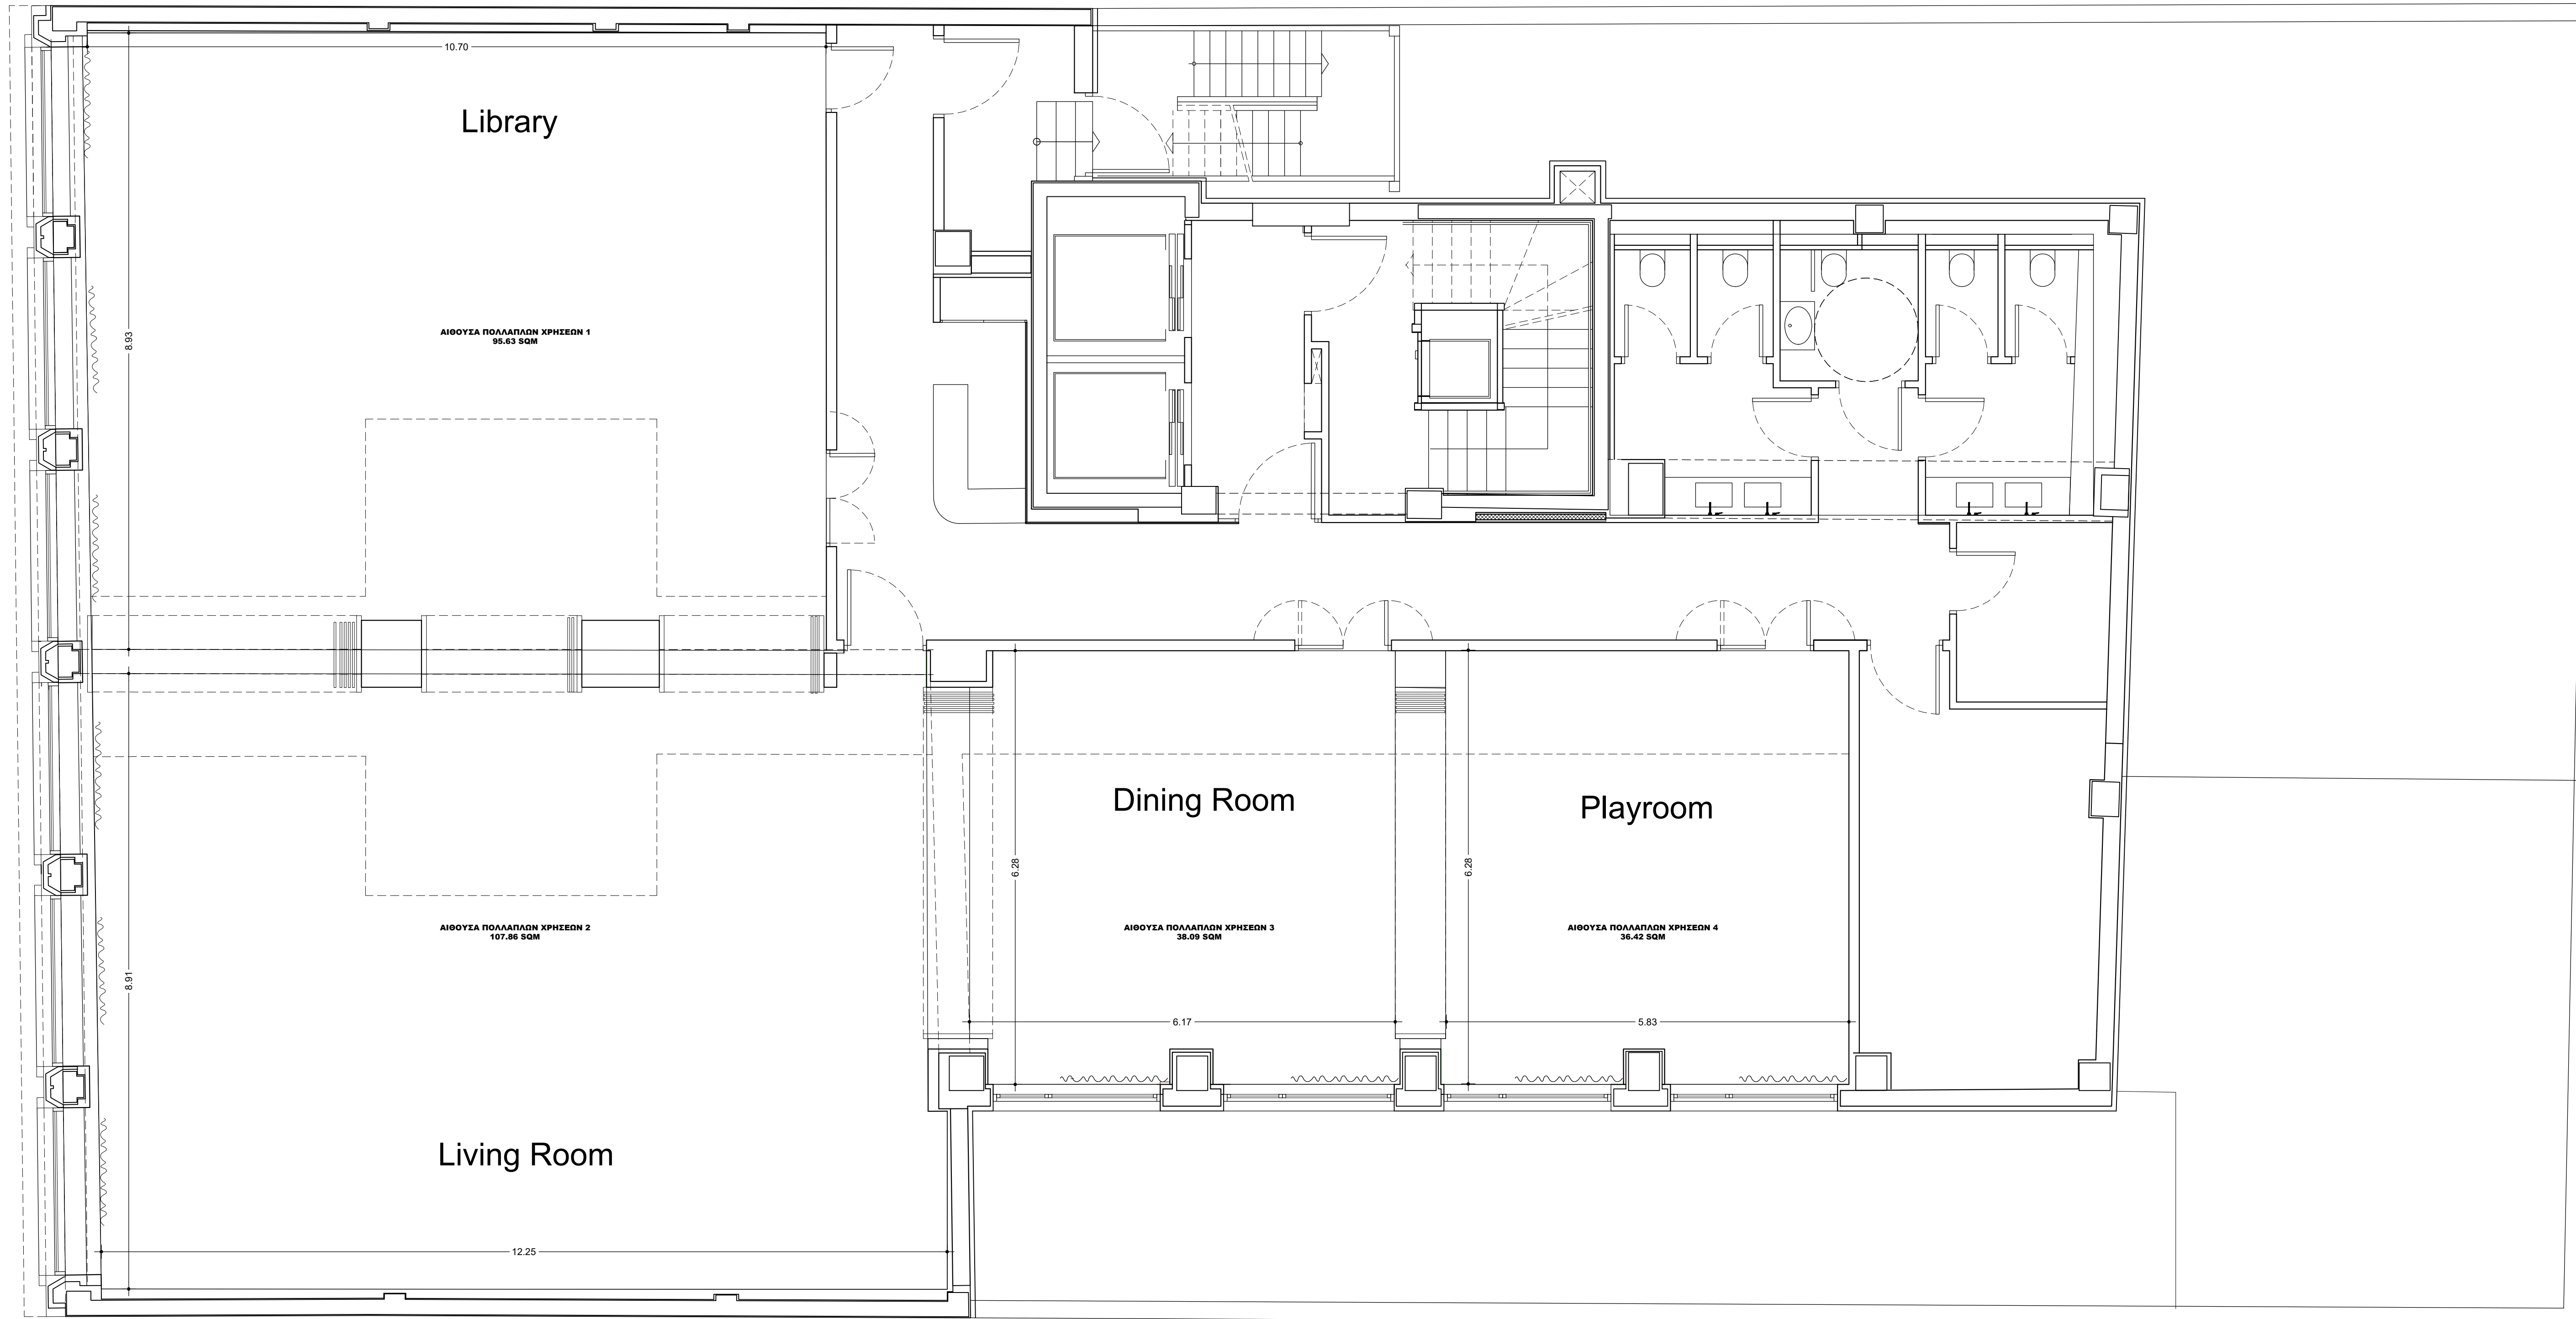 10.70
Library
8.93
ΑΙΘΟΥΣΑ ΠΟΛΛΑΠΛΩΝ ΧΡΗΣΕΩΝ 1
95.63 SQM
Dining Room
Playroom
6.28
6.28
ΑΙΘΟΥΣΑ ΠΟΛΛΑΠΛΩΝ ΧΡΗΣΕΩΝ 2
107.86 SQM
ΑΙΘΟΥΣΑ ΠΟΛΛΑΠΛΩΝ ΧΡΗΣΕΩΝ 3
38.09 SQM
ΑΙΘΟΥΣΑ ΠΟΛΛΑΠΛΩΝ ΧΡΗΣΕΩΝ 4
36.42 SQM
8.91
6.17
5.83
Living Room
12.25